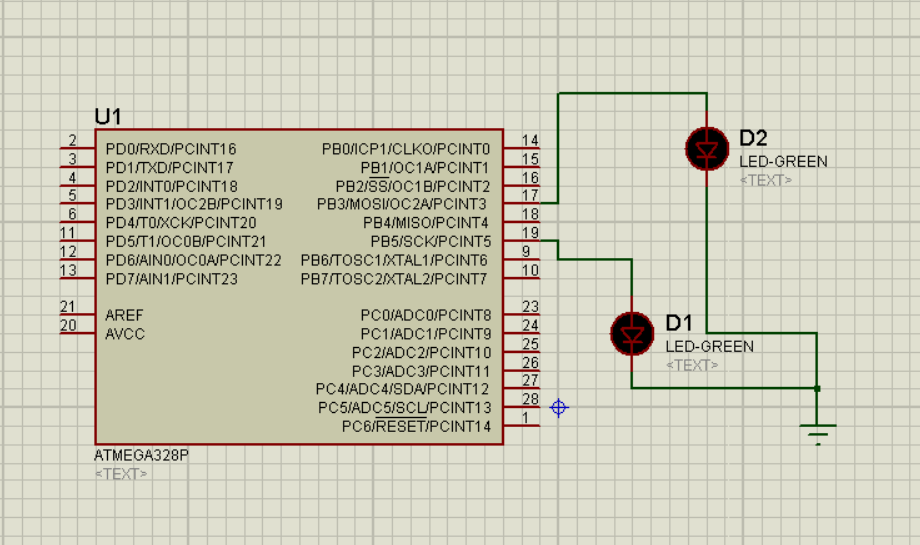 U1
2 PD0/RXD/PCINT16 PB0/ICP1/CLKO/PCINT0 14
3 PD1/TXD/PCINT17 PB1/OC1A/PCINT1 15
4 PD2/INT0/PCINT18 PB2/SS/OC1B/PCINT2 16
5 PD3/INT1/OC2B/PCINT19 PB3/MOSI/OC2A/PCINT3 17
6 PD4/T0/XCK/PCINT20 PB4/MISO/PCINT4 18
11 PD5/T1/OC0B/PCINT21 PB5/SCK/PCINT5 19
12 PD6/AIN0/OC0A/PCINT22 PB6/TOSC1/XTAL1/PCINT6 9
13 PD7/AIN1/PCINT23 PB7/TOSC2/XTAL2/PCINT7 10
21 AREF PC0/ADC0/PCINT8 23
20 AVCC PC1/ADC1/PCINT9 24
PC2/ADC2/PCINT10 25
PC3/ADC3/PCINT11 26
PC4/ADC4/SDA/PCINT12 27
PC5/ADC5/SCL/PCINT13 28
PC6/RESET/PCINT14 1
ATMEGA328P
<TEXT>
D2
LED-GREEN
<TEXT>
D1
LED-GREEN
<TEXT>